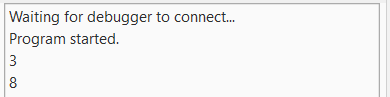 Waiting for debugger to connect...
Program started.
3
8